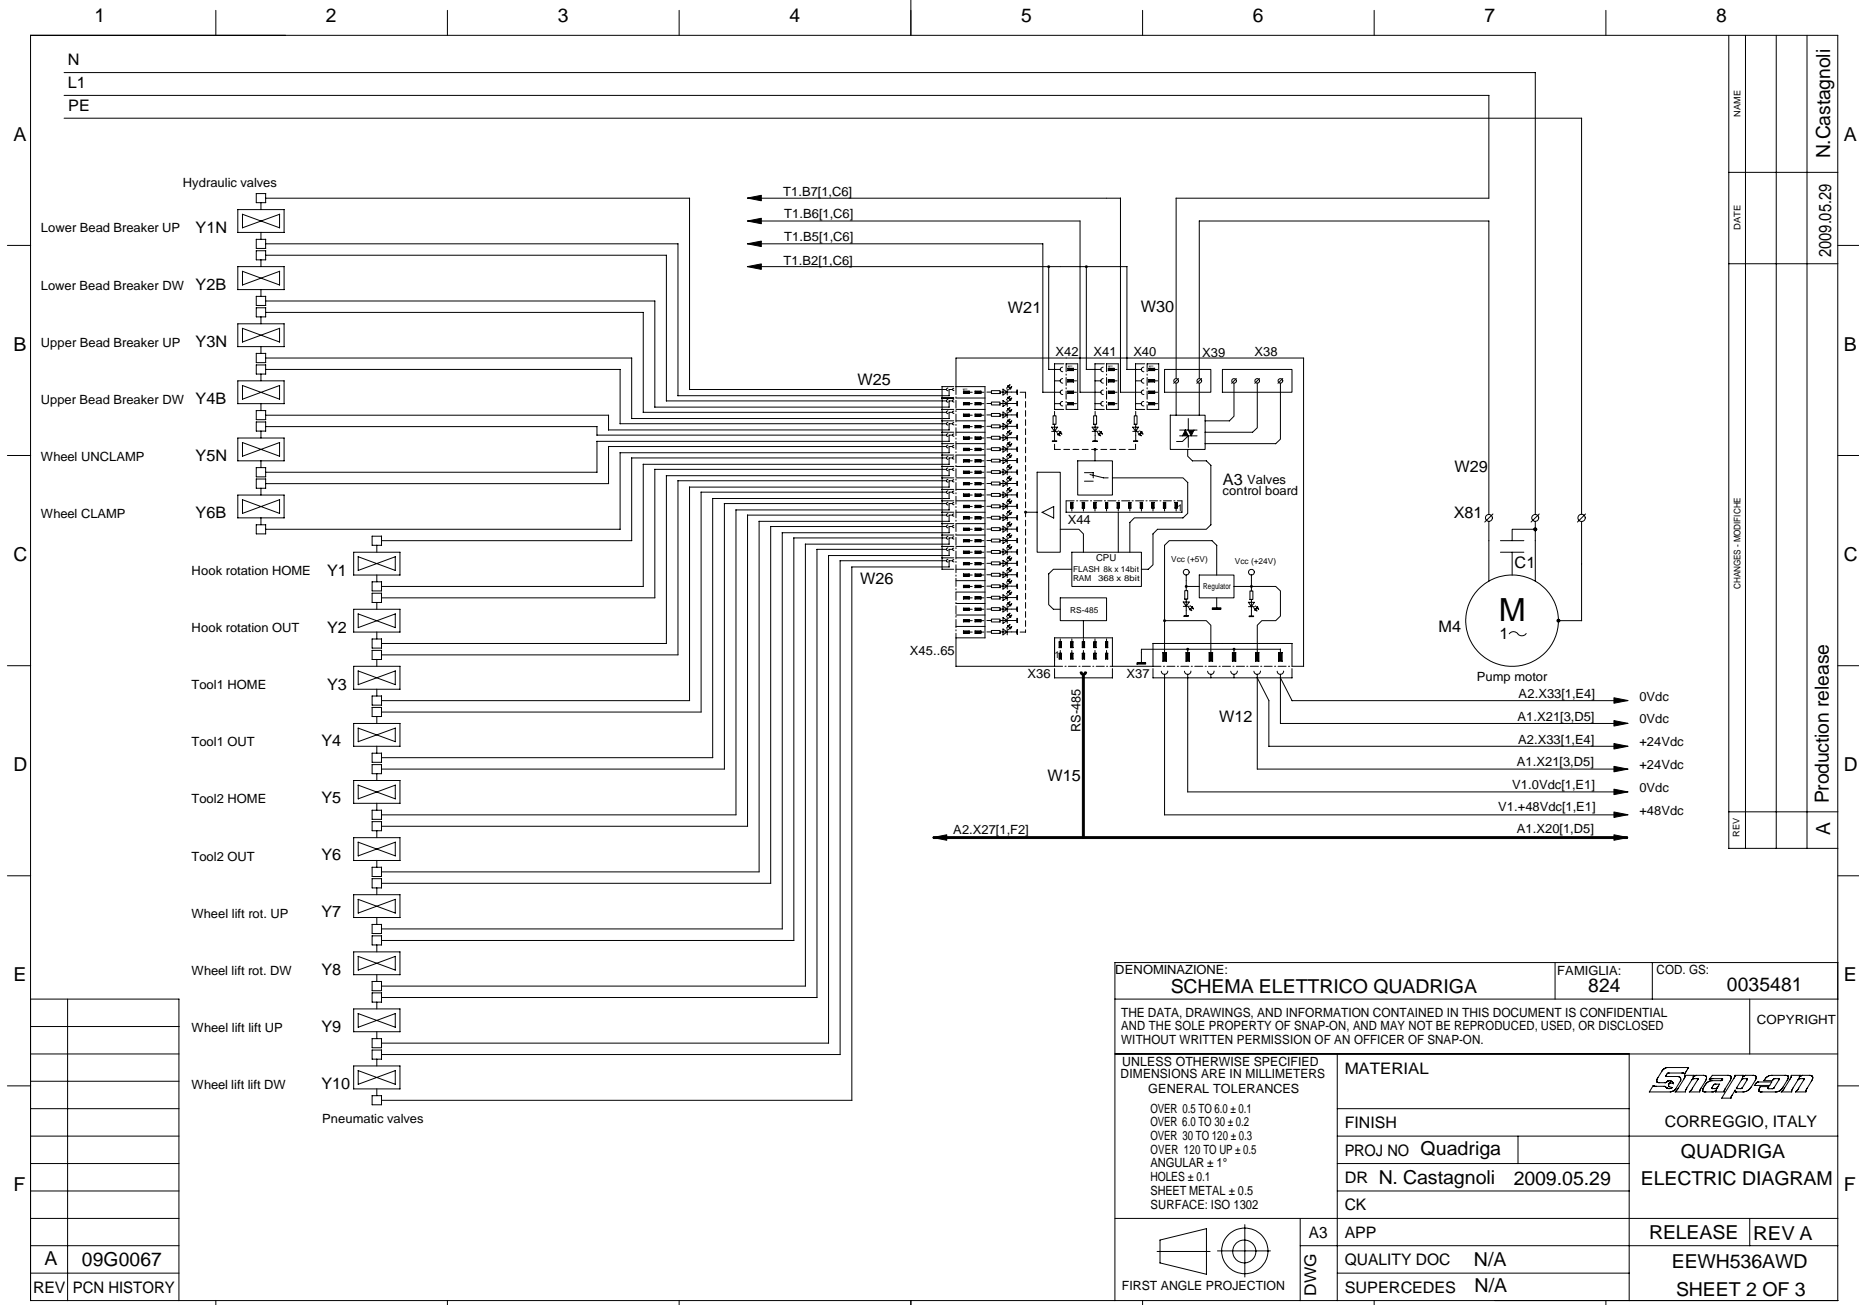 1 2 3 4 5 6 7 8
N
L1
PE
A
B
C
D
E
F
Hydraulic valves
Lower Bead Breaker UP Y1N
Lower Bead Breaker DW Y2B
Upper Bead Breaker UP Y3N
Upper Bead Breaker DW Y4B
Wheel UNCLAMP Y5N
Wheel CLAMP Y6B
Hook rotation HOME Y1
Hook rotation OUT Y2
Tool1 HOME Y3
Tool1 OUT Y4
Tool2 HOME Y5
Tool2 OUT Y6
Wheel lift rot. UP Y7
Wheel lift rot. DW Y8
Wheel lift lift UP Y9
Wheel lift lift DW Y10
Pneumatic valves
T1.B7[1,C6]
T1.B6[1,C6]
T1.B5[1,C6]
T1.B2[1,C6]
W21 W30
X42 X41 X40 X39 X38
W25
W26
A3 Valves
control board
X44
CPU
FLASH 8k x 14bit
RAM 368 x 8bit
Vcc (+5V) Vcc (+24V)
Regulator
RS-485
X45..65
X36 X37
RS-485
W12
W15
W29
X81
C1
M
1~
M4
Pump motor
A2.X33[1,E4] 0Vdc
A1.X21[3,D5] 0Vdc
A2.X33[1,E4] +24Vdc
A1.X21[3,D5] +24Vdc
V1.0Vdc[1,E1] 0Vdc
V1.+48Vdc[1,E1] +48Vdc
A2.X27[1,F2] A1.X20[1,D5]
NAME N.Castagnoli
DATE 2009.05.29
CHANGES - MODIFICHE Production release
REV A
A
B
C
D
E
F
DENOMINAZIONE:
SCHEMA ELETTRICO QUADRIGA
FAMIGLIA:
824
COD. GS:
0035481
THE DATA, DRAWINGS, AND INFORMATION CONTAINED IN THIS DOCUMENT IS CONFIDENTIAL
AND THE SOLE PROPERTY OF SNAP-ON, AND MAY NOT BE REPRODUCED, USED, OR DISCLOSED
WITHOUT WRITTEN PERMISSION OF AN OFFICER OF SNAP-ON.
COPYRIGHT
UNLESS OTHERWISE SPECIFIED
DIMENSIONS ARE IN MILLIMETERS
GENERAL TOLERANCES
OVER 0.5 TO 6.0 ± 0.1
OVER 6.0 TO 30 ± 0.2
OVER 30 TO 120 ± 0.3
OVER 120 TO UP ± 0.5
ANGULAR ± 1°
HOLES ± 0.1
SHEET METAL ± 0.5
SURFACE: ISO 1302
FIRST ANGLE PROJECTION
A3
DWG
MATERIAL
FINISH
PROJ NO Quadriga
DR N. Castagnoli 2009.05.29
CK
APP
QUALITY DOC N/A
SUPERCEDES N/A
Snap-on
CORREGGIO, ITALY
QUADRIGA
ELECTRIC DIAGRAM
RELEASE REV A
EEWH536AWD
SHEET 2 OF 3
A 09G0067
REV PCN HISTORY